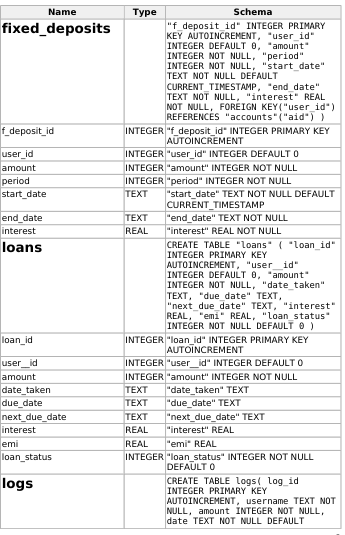 Name Type Schema
fixed_deposits "f_deposit_id" INTEGER PRIMARY
KEY AUTOINCREMENT, "user_id"
INTEGER DEFAULT 0, "amount"
INTEGER NOT NULL, "period"
INTEGER NOT NULL, "start_date"
TEXT NOT NULL DEFAULT
CURRENT_TIMESTAMP, "end_date"
TEXT NOT NULL, "interest" REAL
NOT NULL, FOREIGN KEY("user_id")
REFERENCES "accounts"("aid") )
f_deposit_id INTEGER "f_deposit_id" INTEGER PRIMARY KEY
AUTOINCREMENT
user_id INTEGER "user_id" INTEGER DEFAULT 0
amount INTEGER "amount" INTEGER NOT NULL
period INTEGER "period" INTEGER NOT NULL
start_date TEXT "start_date" TEXT NOT NULL DEFAULT
CURRENT_TIMESTAMP
end_date TEXT "end_date" TEXT NOT NULL
interest REAL "interest" REAL NOT NULL
loans CREATE TABLE "loans" ( "loan_id"
INTEGER PRIMARY KEY
AUTOINCREMENT, "user__id"
INTEGER DEFAULT 0, "amount"
INTEGER NOT NULL, "date_taken"
TEXT, "due_date" TEXT,
"next_due_date" TEXT, "interest"
REAL, "emi" REAL, "loan_status"
INTEGER NOT NULL DEFAULT 0 )
loan_id INTEGER "loan_id" INTEGER PRIMARY KEY
AUTOINCREMENT
user__id INTEGER "user__id" INTEGER DEFAULT 0
amount INTEGER "amount" INTEGER NOT NULL
date_taken TEXT "date_taken" TEXT
due_date TEXT "due_date" TEXT
next_due_date TEXT "next_due_date" TEXT
interest REAL "interest" REAL
emi REAL "emi" REAL
loan_status INTEGER "loan_status" INTEGER NOT NULL
DEFAULT 0
logs CREATE TABLE logs( log_id
INTEGER PRIMARY KEY
AUTOINCREMENT, username TEXT NOT
NULL, amount INTEGER NOT NULL,
date TEXT NOT NULL DEFAULT